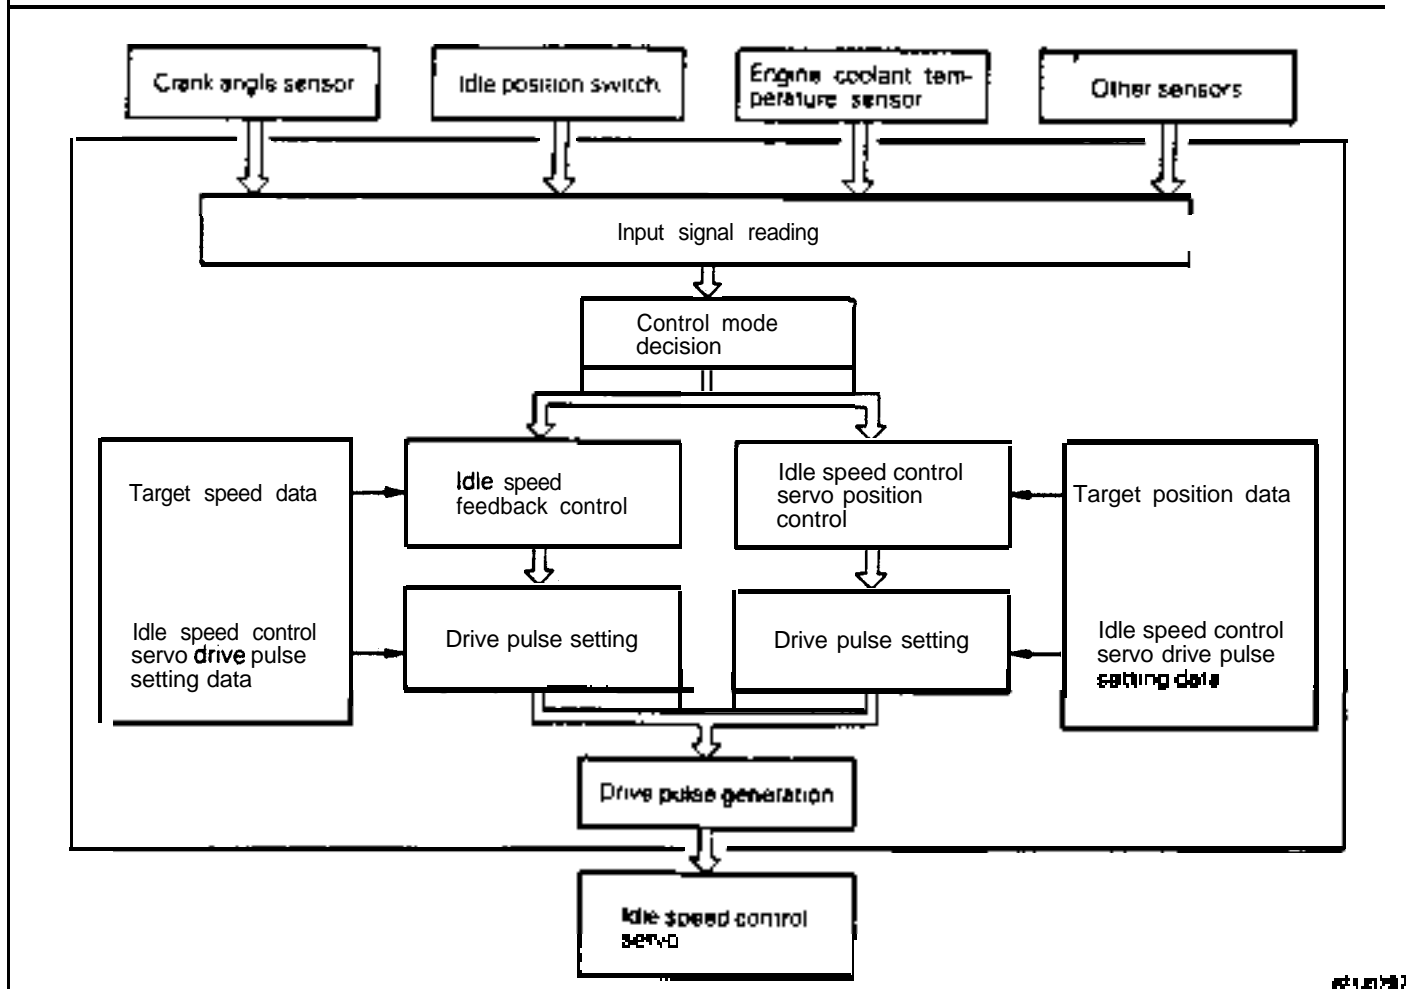 Crank angle sensor
Idle position switch
Engine coolant tem-
perature sensor
Other sensors
Input signal reading
Control mode
decision
Target speed data
Idle speed
feedback control
Idle speed control
servo position
control
Target position data
Idle speed control
servo drive pulse
setting data
Drive pulse setting
Drive pulse setting
Idle speed control
servo drive pulse
setting data
Drive pulse generation
Idle speed control
servo